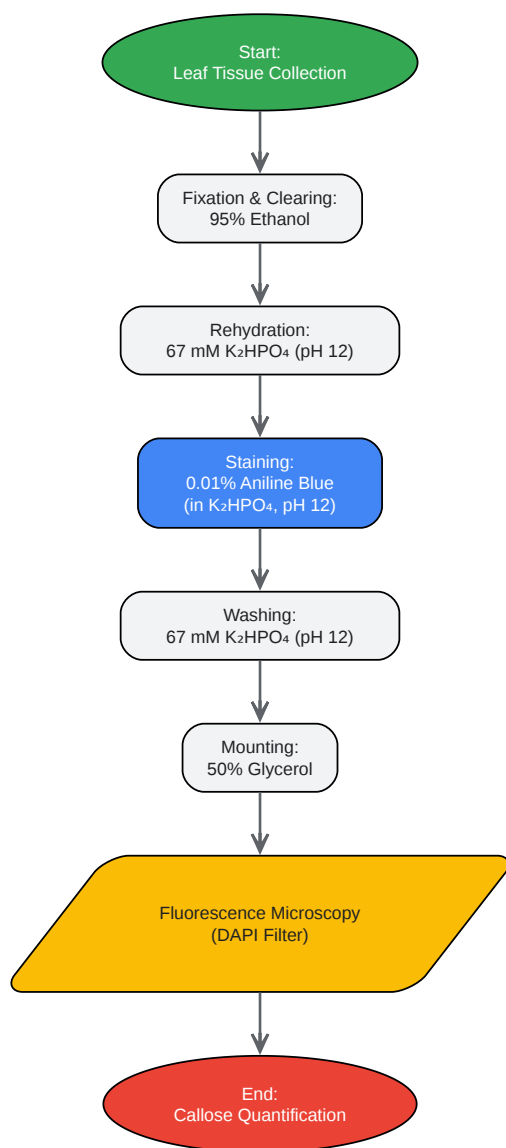 Start:
Leaf Tissue Collection
Fixation & Clearing:
95% Ethanol
Rehydration:
67 mM K₂HPO₄ (pH 12)
Staining:
0.01% Aniline Blue
(in K₂HPO₄, pH 12)
Washing:
67 mM K₂HPO₄ (pH 12)
Mounting:
50% Glycerol
Fluorescence Microscopy
(DAPI Filter)
End:
Callose Quantification